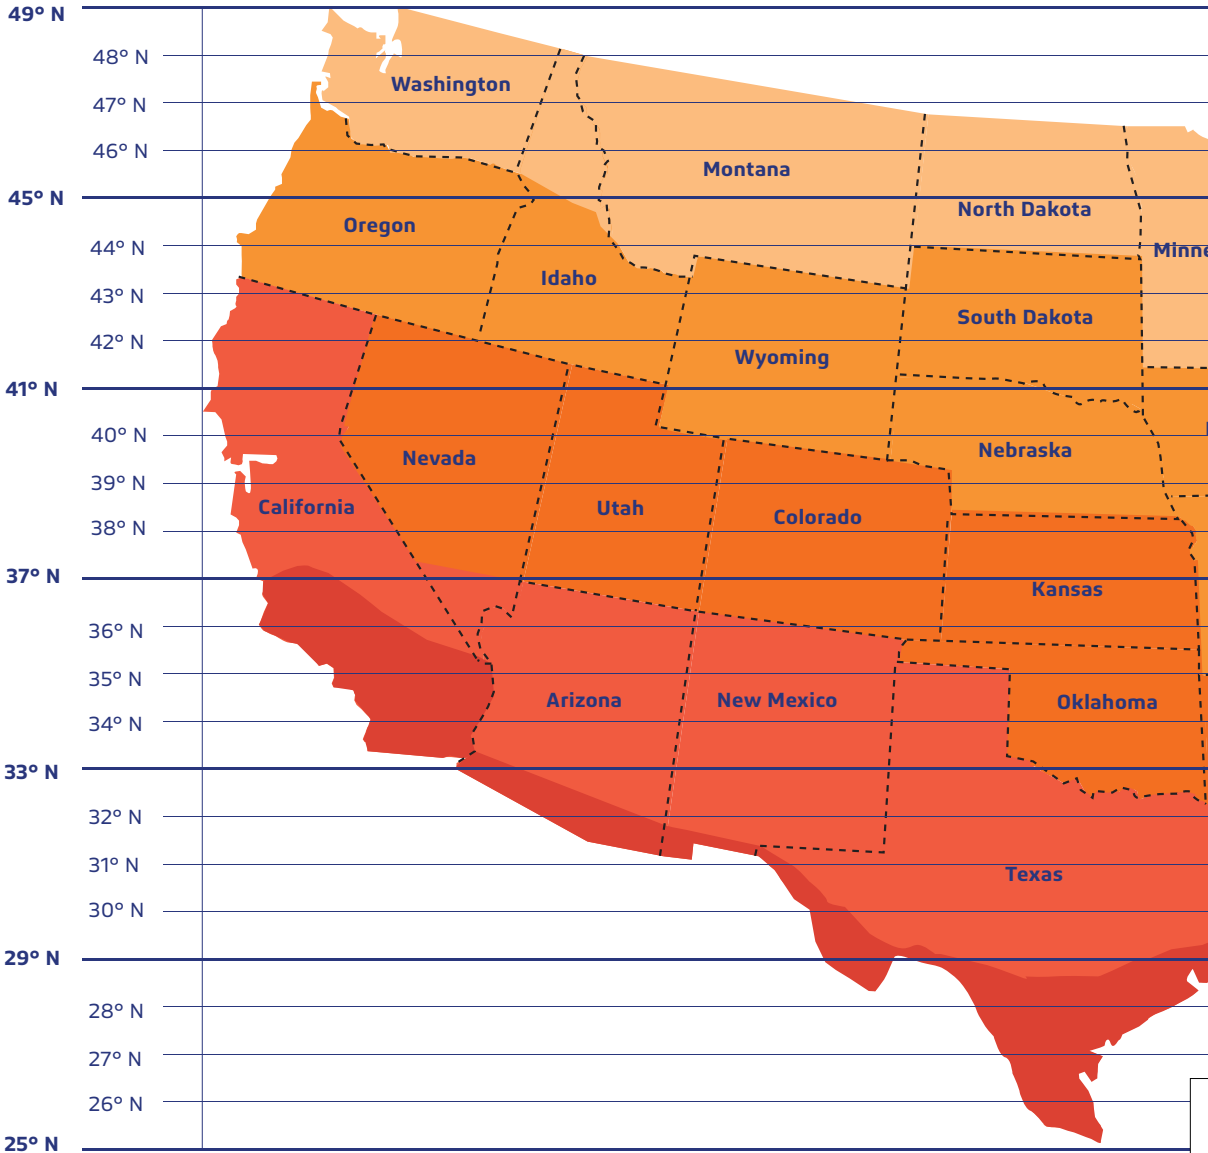 49° N
48° N
Washington
47° N
46° N
Montana
45° N
North Dakota
Oregon
44° N
Minne
Idaho
43° N
South Dakota
42° N
Wyoming
41° N
40° N
Nebraska
Nevada
39° N
California
Utah
Colorado
38° N
37° N
Kansas
36° N
35° N
Arizona
New Mexico
Oklahoma
34° N
33° N
32° N
31° N
Texas
30° N
29° N
28° N
27° N
26° N
25° N